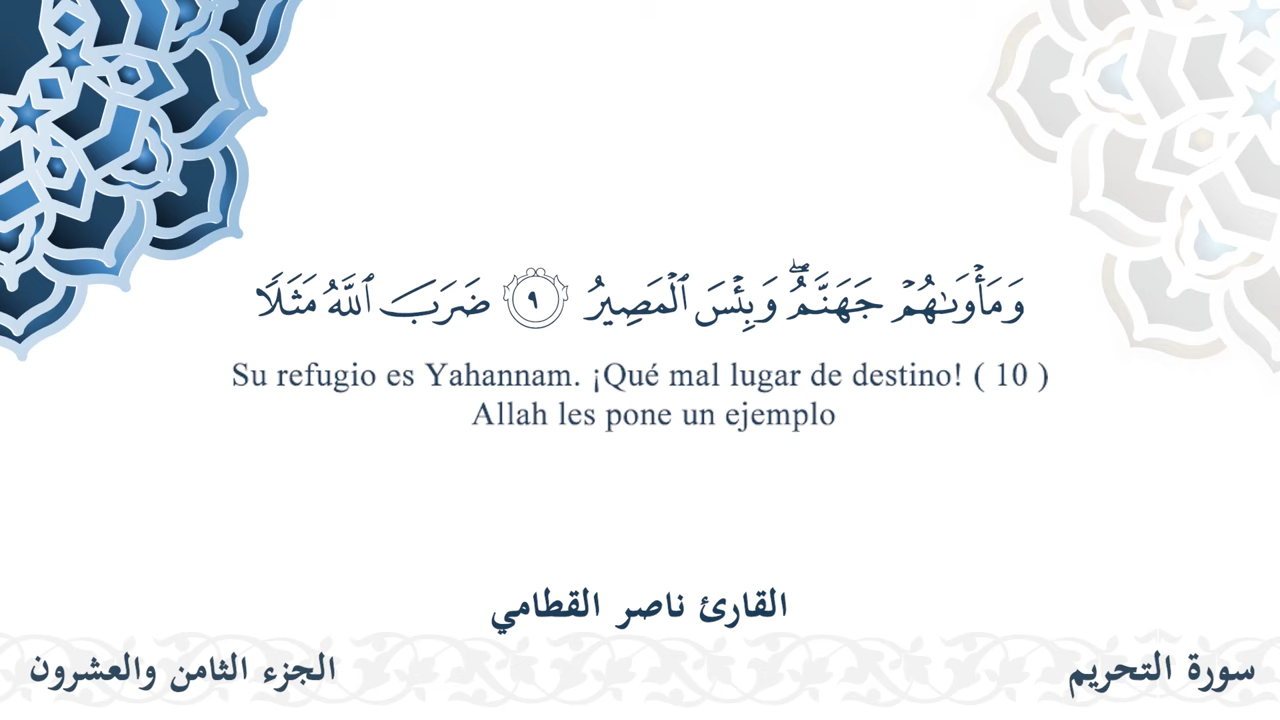 وَمَأْوَىٰهُمْ جَهَنَّمُ ۖ وَبِئْسَ ٱلْمَصِيرُ ٩ ضَرَبَ ٱللَّهُ مَثَلًا
Su refugio es Yahannam. ¡Qué mal lugar de destino! ( 10 )
Allah les pone un ejemplo
القارئ ناصر القطامي
سورة التحريم
الجزء الثامن والعشرون